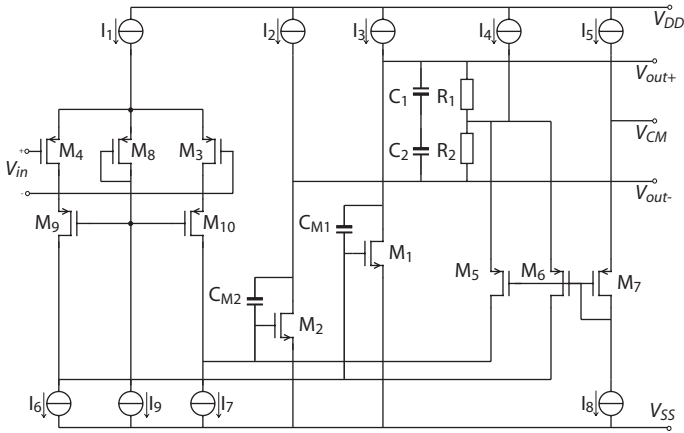 I1 I2 I3 I4 I5 VDD
Vout+
C1 R1
VCM
+ M4 M8 M3
Vin
C2 R2
-
Vout-
M9 M10 CM1
M1
M5 M6 M7
CM2
M2
I6 I9 I7 I8 VSS